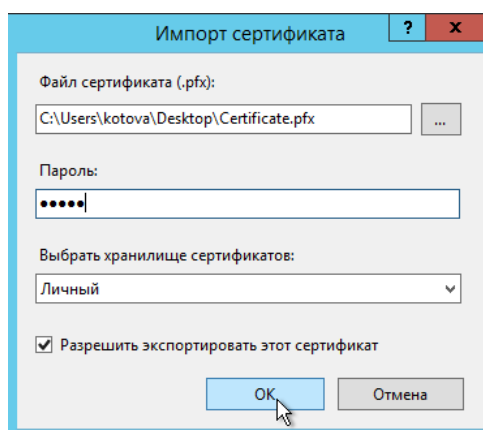 Импорт сертификата
?
x
Файл сертификата (.pfx):
C:\Users\kotova\Desktop\Certificate.pfx
...
Пароль:
•••••
Выбрать хранилище сертификатов:
Личный
Разрешить экспортировать этот сертификат
OK
Отмена